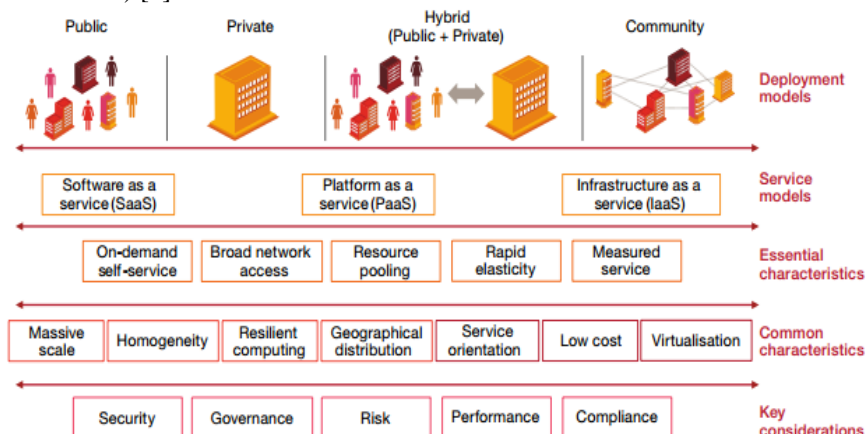 Public
Private
Hybrid
(Public + Private)
Community
Deployment
models
Software as a
service (SaaS)
Platform as a
service (PaaS)
Infrastructure as a
service (IaaS)
Service
models
On-demand
self-service
Broad network
access
Resource
pooling
Rapid
elasticity
Measured
service
Essential
characteristics
Massive
scale
Homogeneity
Resilient
computing
Geographical
distribution
Service
orientation
Low cost
Virtualisation
Common
characteristics
Security
Governance
Risk
Performance
Compliance
Key
considerations